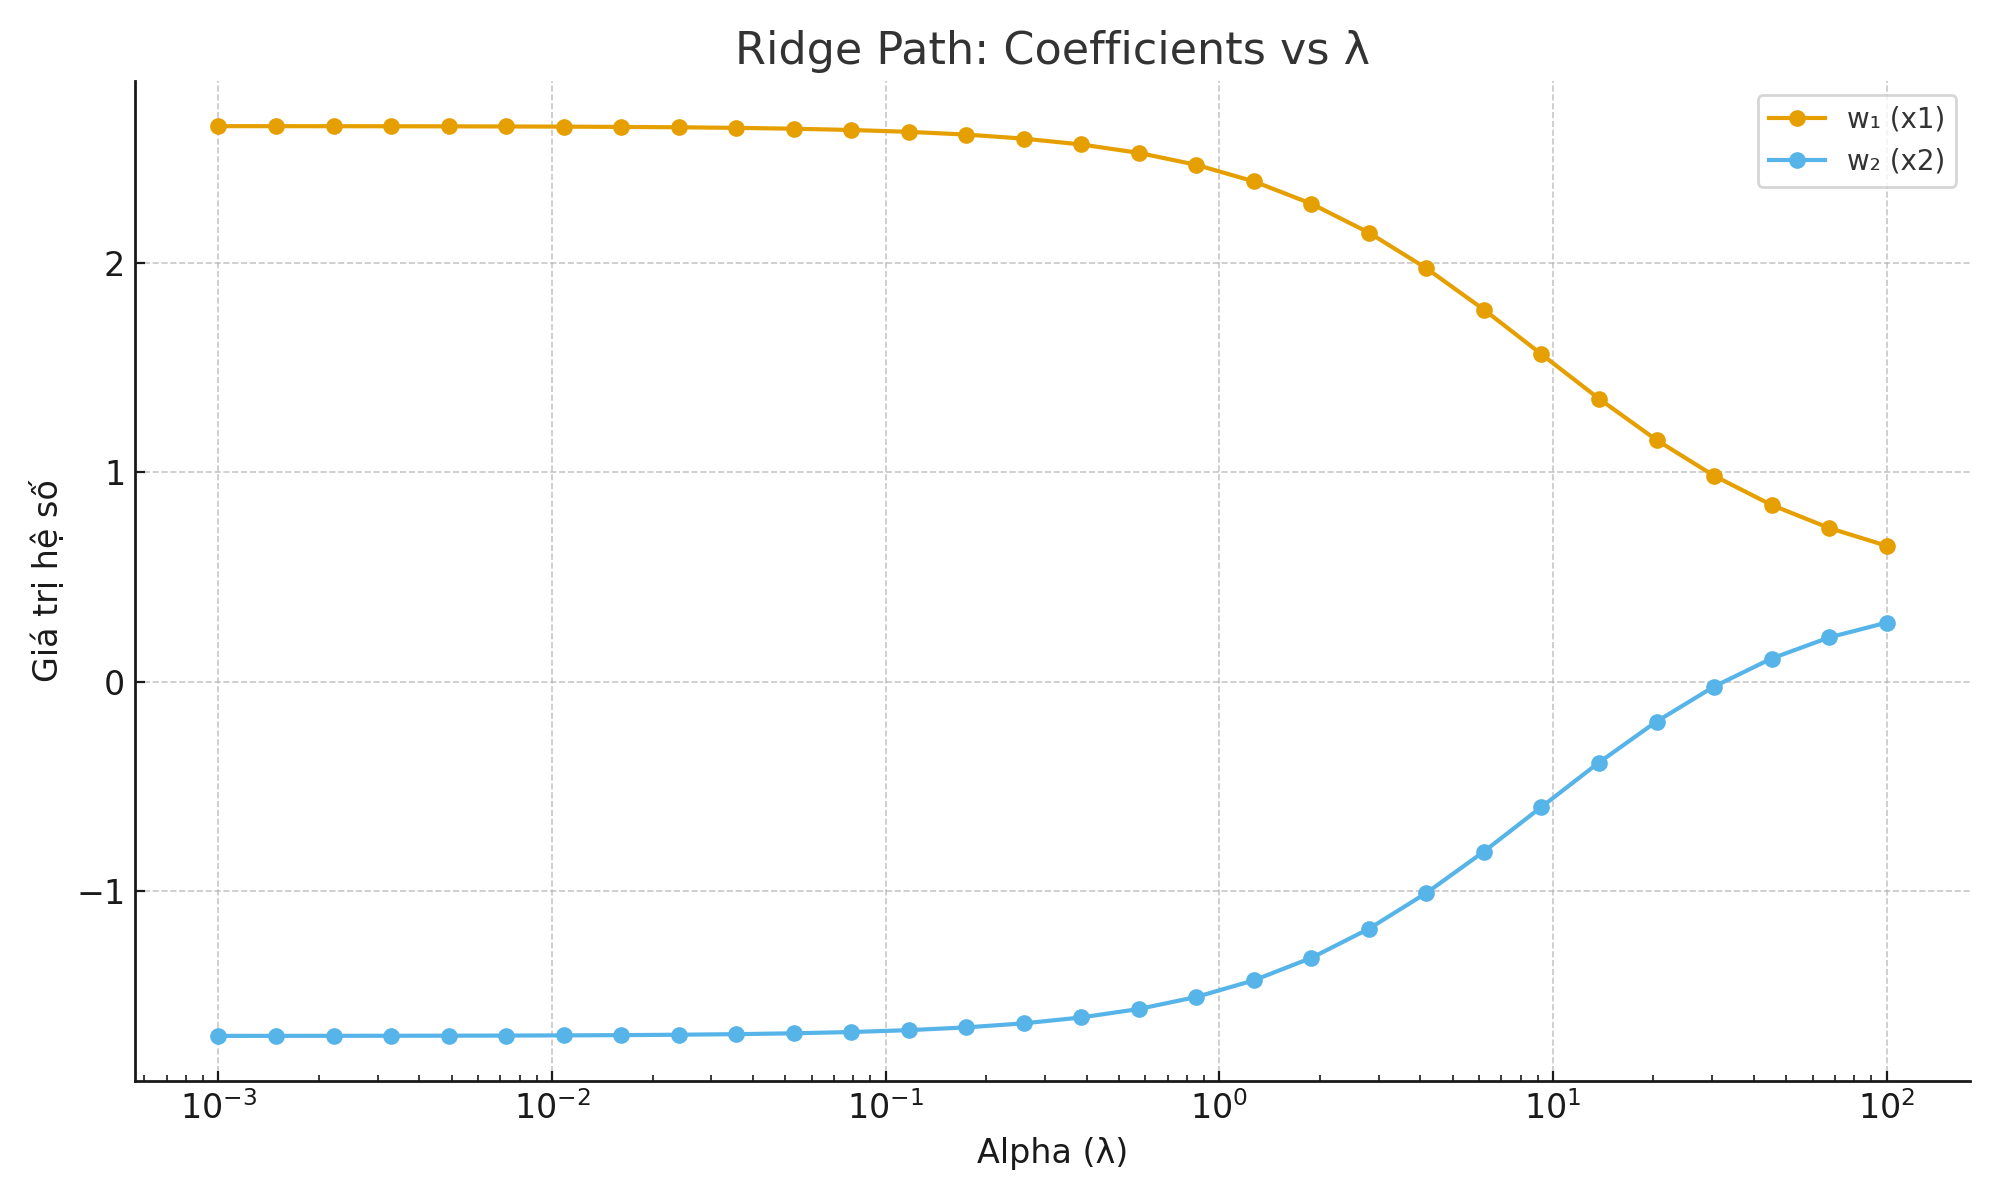 Ridge Path: Coefficients vs λ
w₁ (x1)
w₂ (x2)
Giá trị hệ số
2
1
0
−1
10⁻³ 10⁻² 10⁻¹ 10⁰ 10¹ 10²
Alpha (λ)